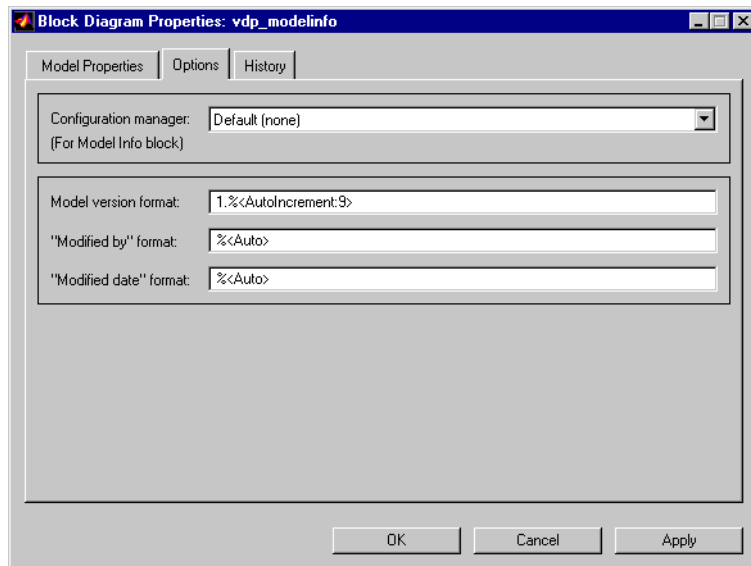 Block Diagram Properties: vdp_modelinfo
Model Properties Options History
Configuration manager: Default (none)
(For Model Info block)
Model version format: 1.%<AutoIncrement:9>
"Modified by" format: %<Auto>
"Modified date" format: %<Auto>
OK Cancel Apply